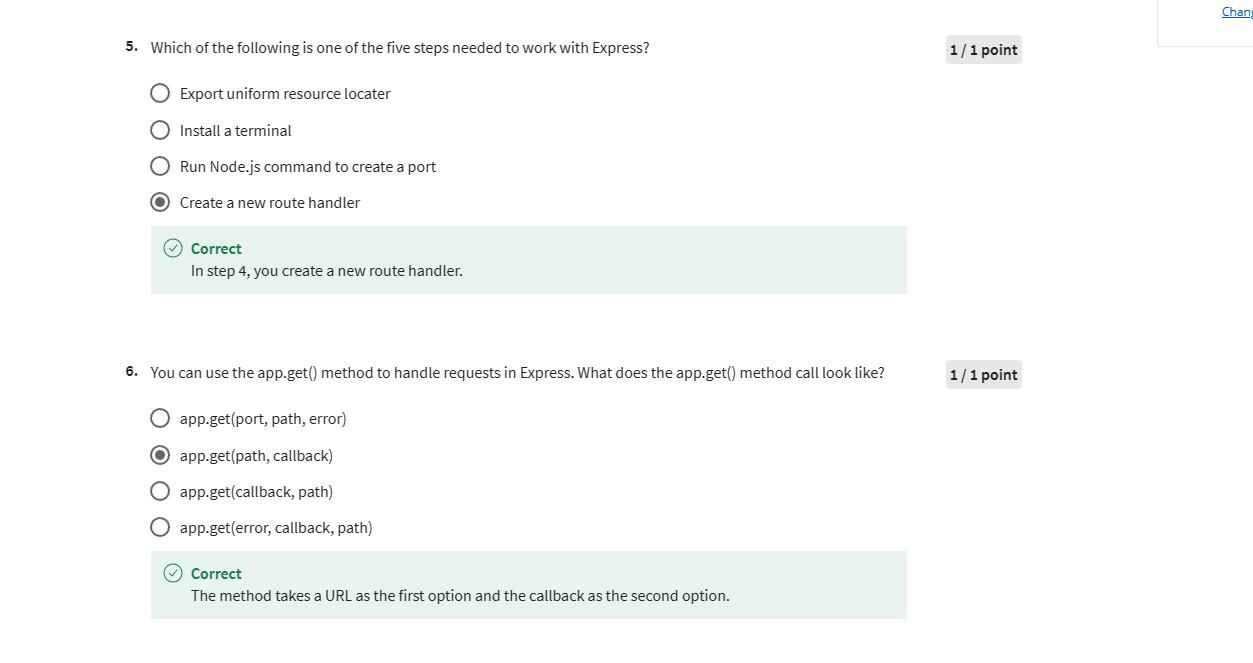 Chan
5. Which of the following is one of the five steps needed to work with Express?
1 / 1 point
Export uniform resource locater
Install a terminal
Run Node.js command to create a port
Create a new route handler
Correct
In step 4, you create a new route handler.
6. You can use the app.get() method to handle requests in Express. What does the app.get() method call look like?
1 / 1 point
app.get(port, path, error)
app.get(path, callback)
app.get(callback, path)
app.get(error, callback, path)
Correct
The method takes a URL as the first option and the callback as the second option.